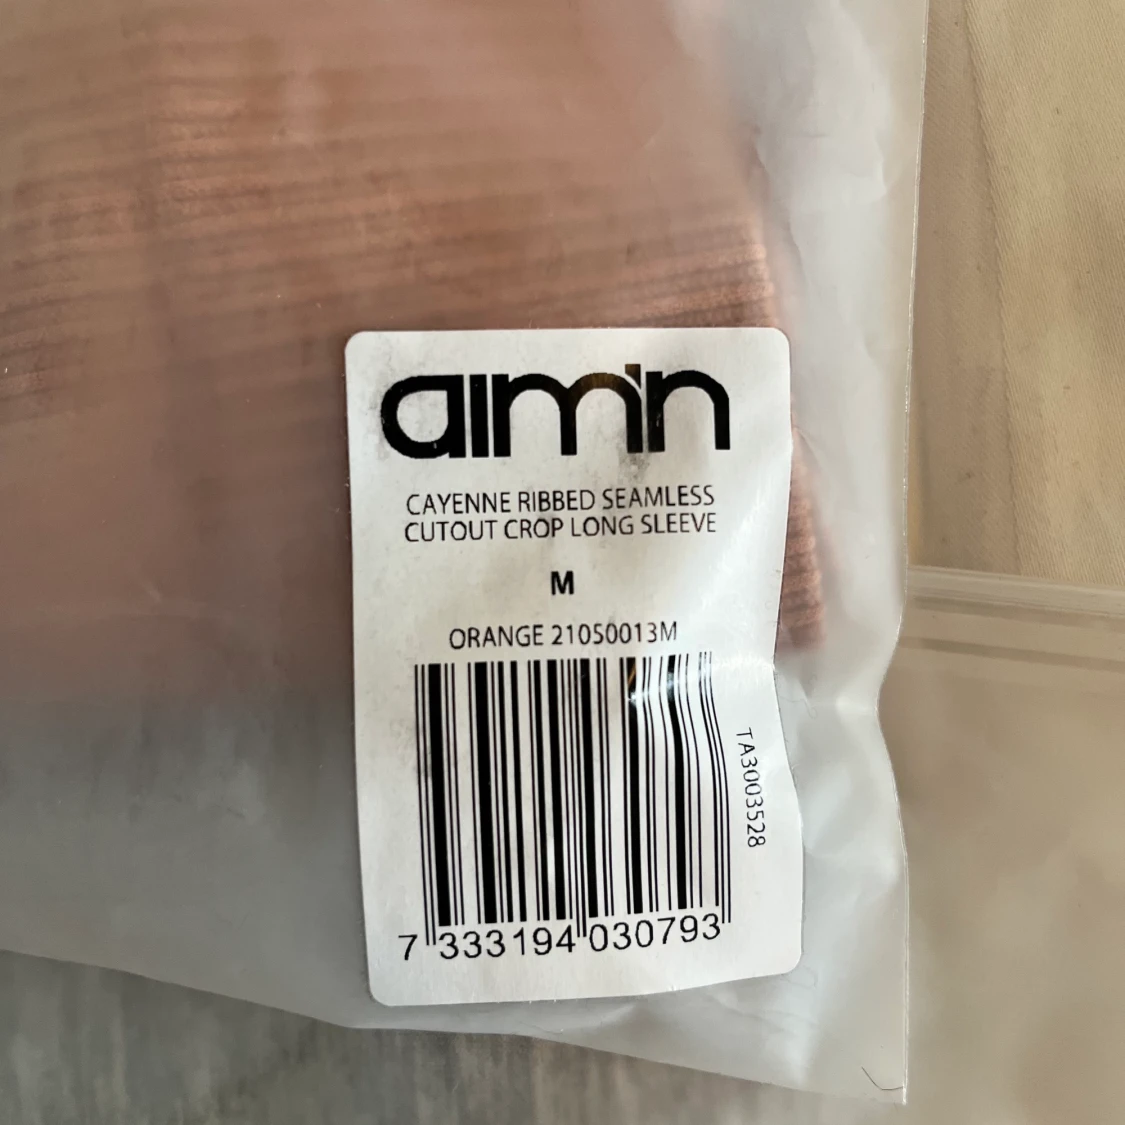 aim'n
CAYENNE RIBBED SEAMLESS
CUTOUT CROP LONG SLEEVE
M
ORANGE 21050013M
TA3003528
7 333194 030793